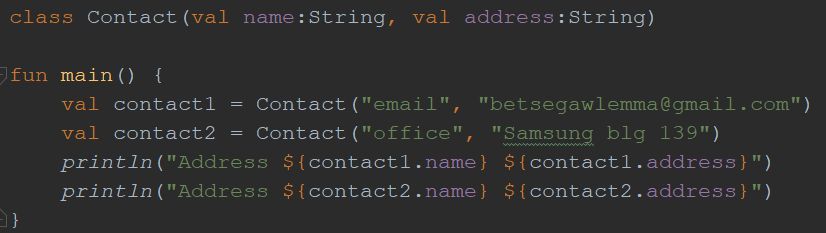 class Contact(val name:String, val address:String)
fun main() {
val contact1 = Contact("email", "betsegawlemma@gmail.com")
val contact2 = Contact("office", "Samsung blg 139")
println("Address ${contact1.name} ${contact1.address}")
println("Address ${contact2.name} ${contact2.address}")
}